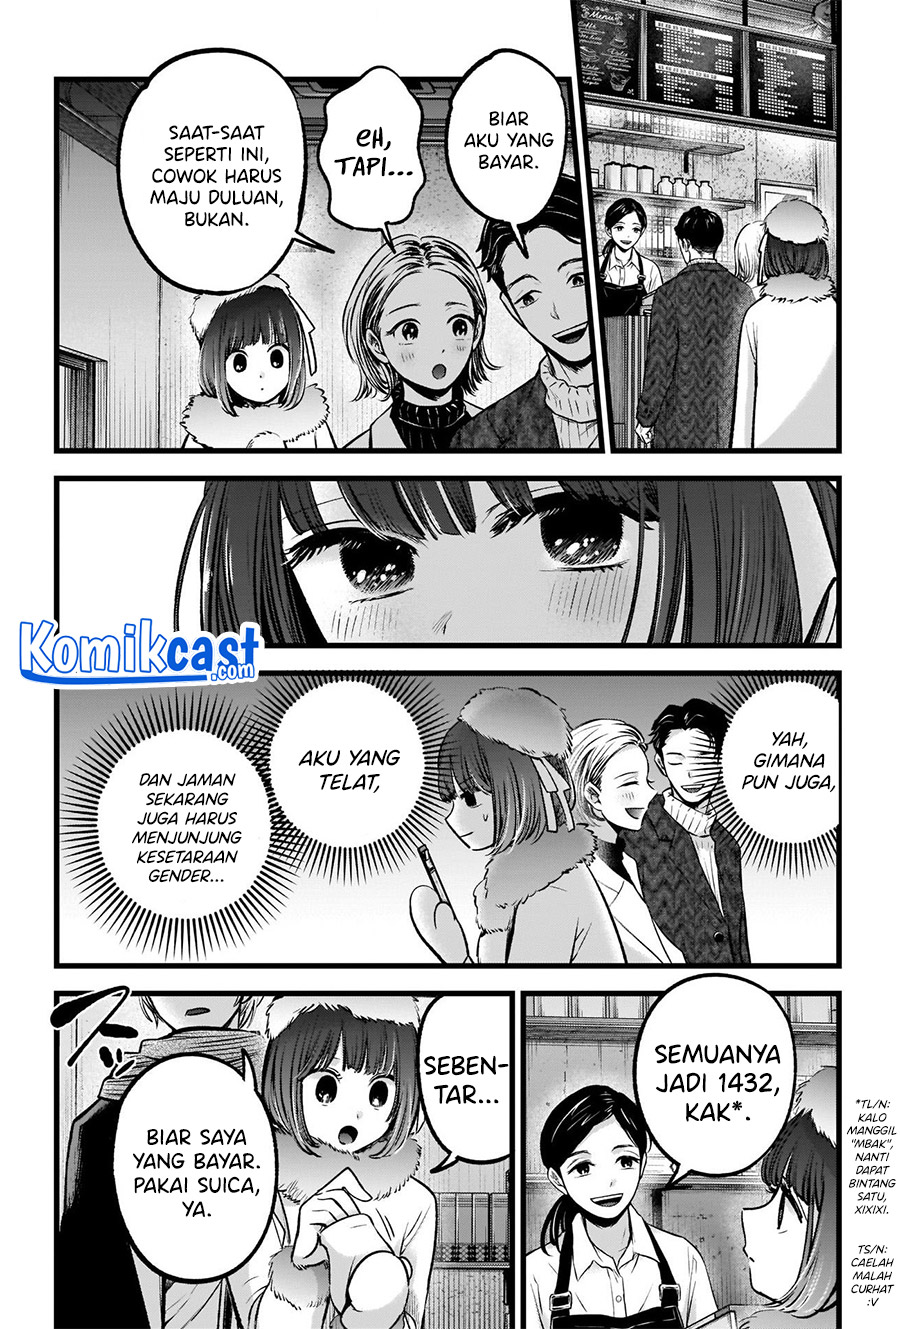 Menu
BIAR
AKU YANG
BAYAR.
EH,
TAPI...
SAAT-SAAT
SEPERTI INI,
COWOK HARUS
MAJU DULUAN,
BUKAN.
Komikcast
.com
YAH,
GIMANA
PUN JUGA,
AKU YANG
TELAT,
DAN JAMAN
SEKARANG
JUGA HARUS
MENJUNJUNG
KESETARAAN
GENDER...
SEMUANYA
JADI 1432,
KAK*.
*TL/N:
KALO
MANGGIL
"MBAK",
NANTI
DAPAT
BINTANG
SATU,
XIXIXI.
TS/N:
CAELAH
MALAH
CURHAT
:V
SEBEN-
TAR...
BIAR SAYA
YANG BAYAR.
PAKAI SUICA,
YA.